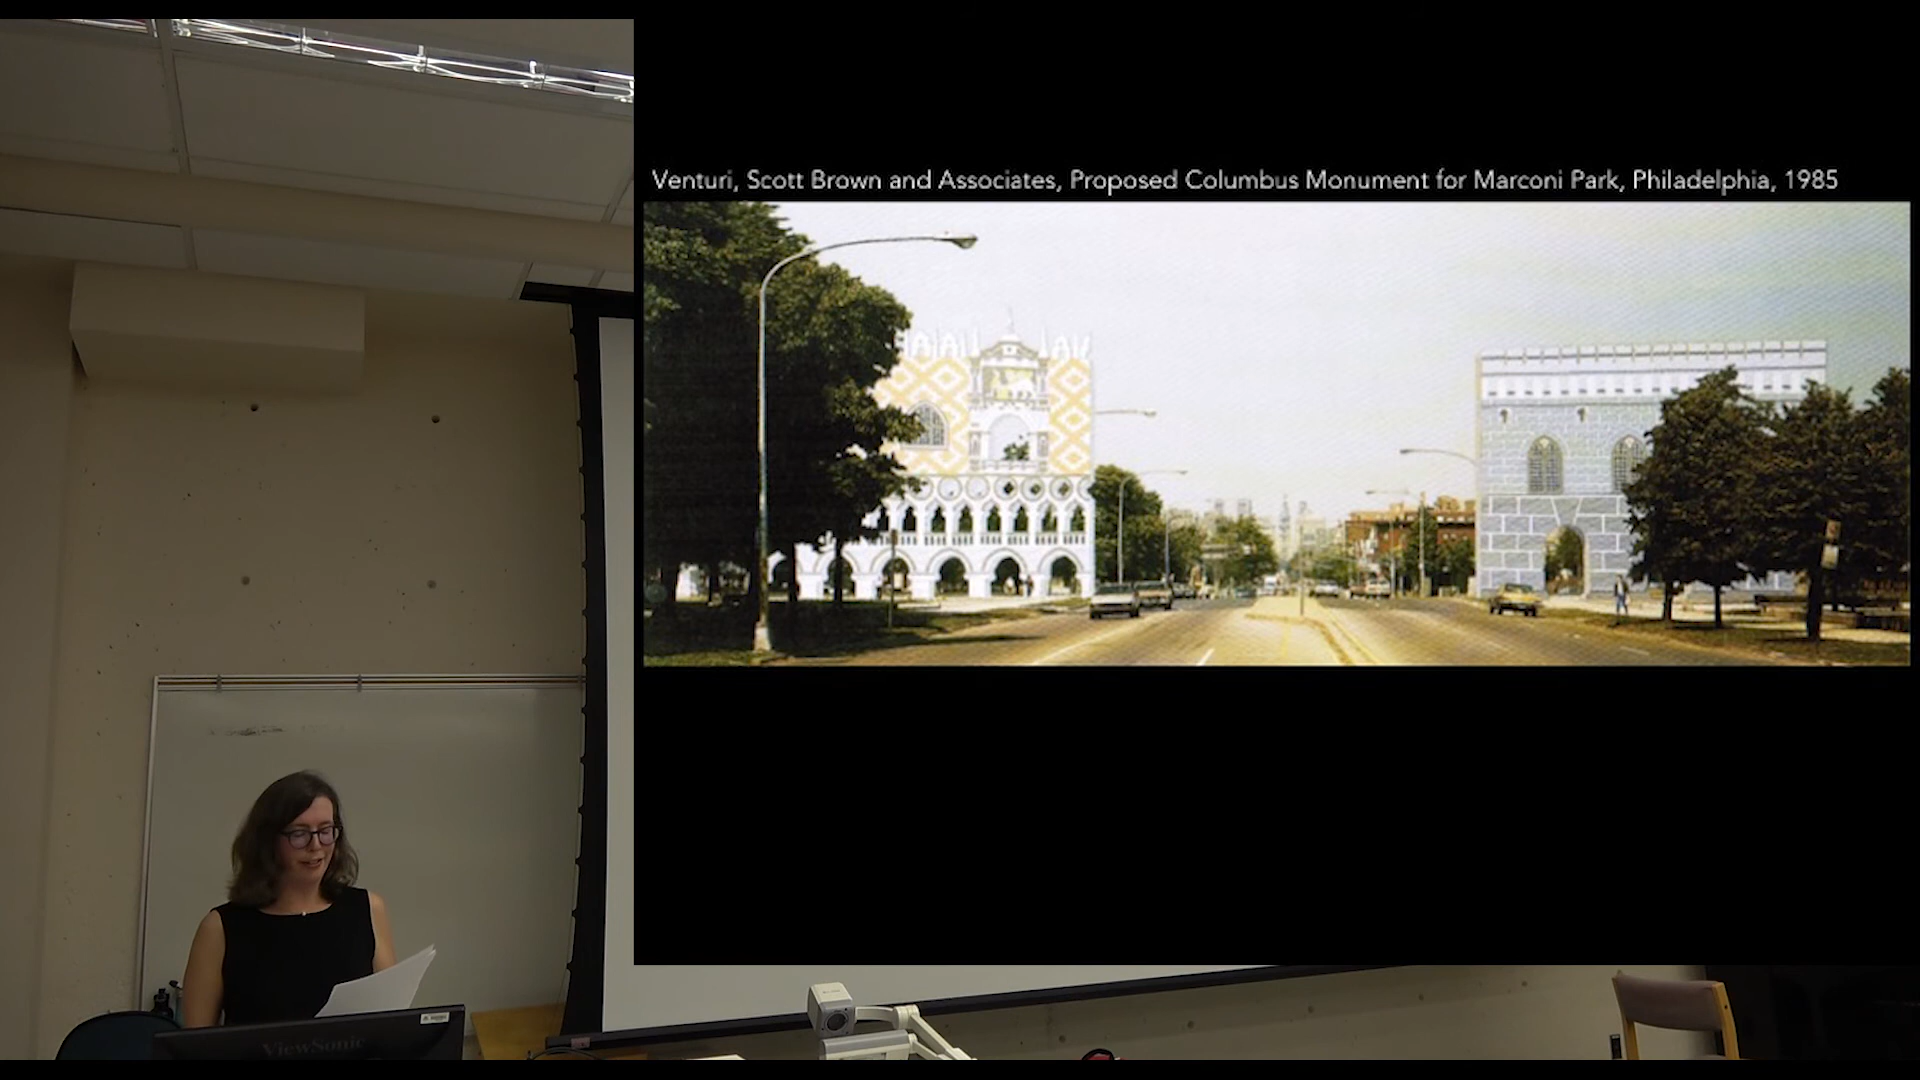 Venturi, Scott Brown and Associates, Proposed Columbus Monument for Marconi Park, Philadelphia, 1985
ViewSonic